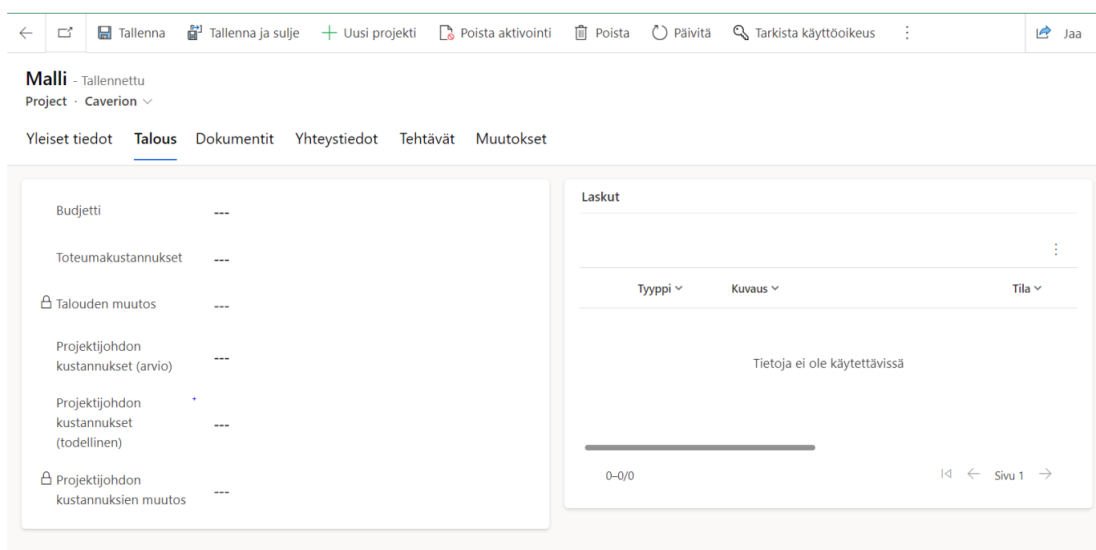 Tallenna Tallenna ja sulje Uusi projekti Poista aktivointi Poista Päivitä Tarkista käyttöoikeus Jaa
Malli - Tallennettu
Project · Caverion
Yleiset tiedot Talous Dokumentit Yhteystiedot Tehtävät Muutokset
Budjetti ---
Toteumakustannukset ---
Talouden muutos ---
Projektijohdon
kustannukset (arvio) ---
Projektijohdon
kustannukset
(todellinen) ---
Projektijohdon
kustannuksien muutos ---
Laskut
Tyyppi Kuvaus Tila
Tietoja ei ole käytettävissä
0–0/0 Sivu 1